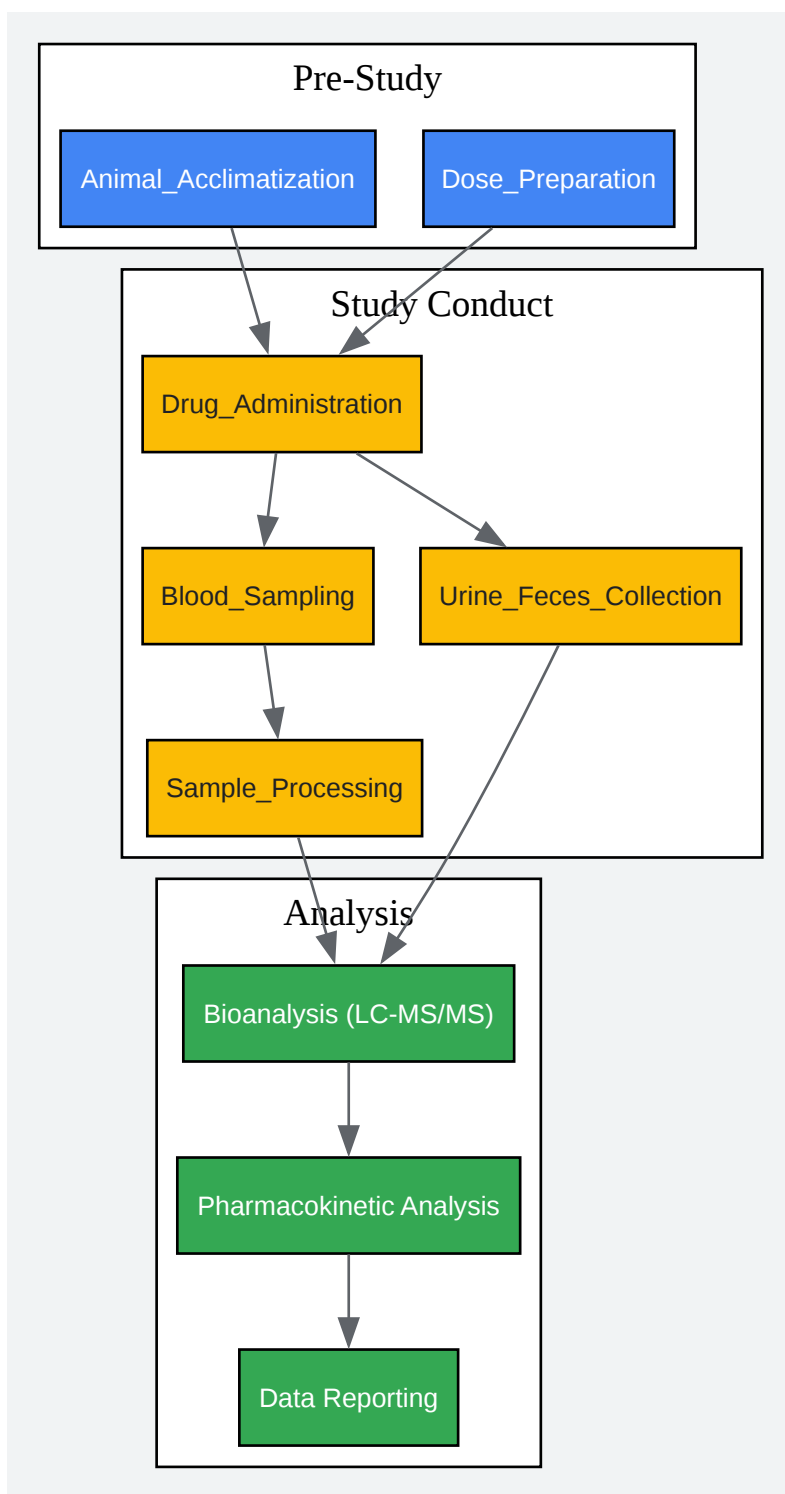 Pre-Study
Animal_Acclimatization
Dose_Preparation
Study Conduct
Drug_Administration
Blood_Sampling
Urine_Feces_Collection
Sample_Processing
Analysis
Bioanalysis (LC-MS/MS)
Pharmacokinetic Analysis
Data Reporting